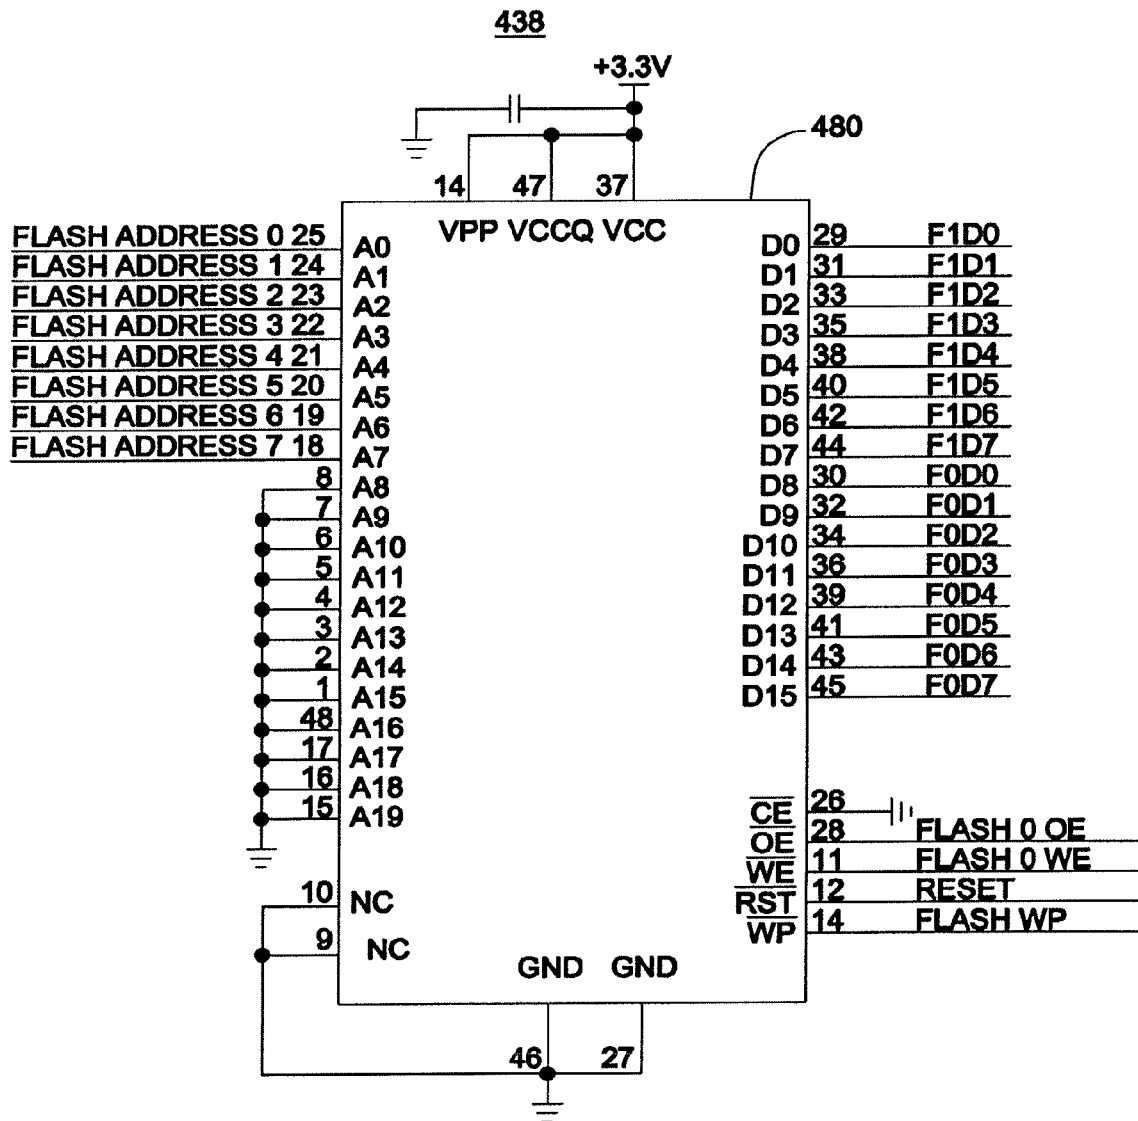 438
+3.3V
480
14 47 37
VPP VCCQ VCC
FLASH ADDRESS 0 25 A0 D0 29 F1D0
FLASH ADDRESS 1 24 A1 D1 31 F1D1
FLASH ADDRESS 2 23 A2 D2 33 F1D2
FLASH ADDRESS 3 22 A3 D3 35 F1D3
FLASH ADDRESS 4 21 A4 D4 38 F1D4
FLASH ADDRESS 5 20 A5 D5 40 F1D5
FLASH ADDRESS 6 19 A6 D6 42 F1D6
FLASH ADDRESS 7 18 A7 D7 44 F1D7
8 A8 D8 30 F0D0
7 A9 D9 32 F0D1
6 A10 D10 34 F0D2
5 A11 D11 36 F0D3
4 A12 D12 39 F0D4
3 A13 D13 41 F0D5
2 A14 D14 43 F0D6
1 A15 D15 45 F0D7
48 A16
17 A17
16 A18
15 A19 CE 26
OE 28 FLASH 0 OE
WE 11 FLASH 0 WE
10 NC RST 12 RESET
WP 14 FLASH WP
9 NC
GND GND
46 27